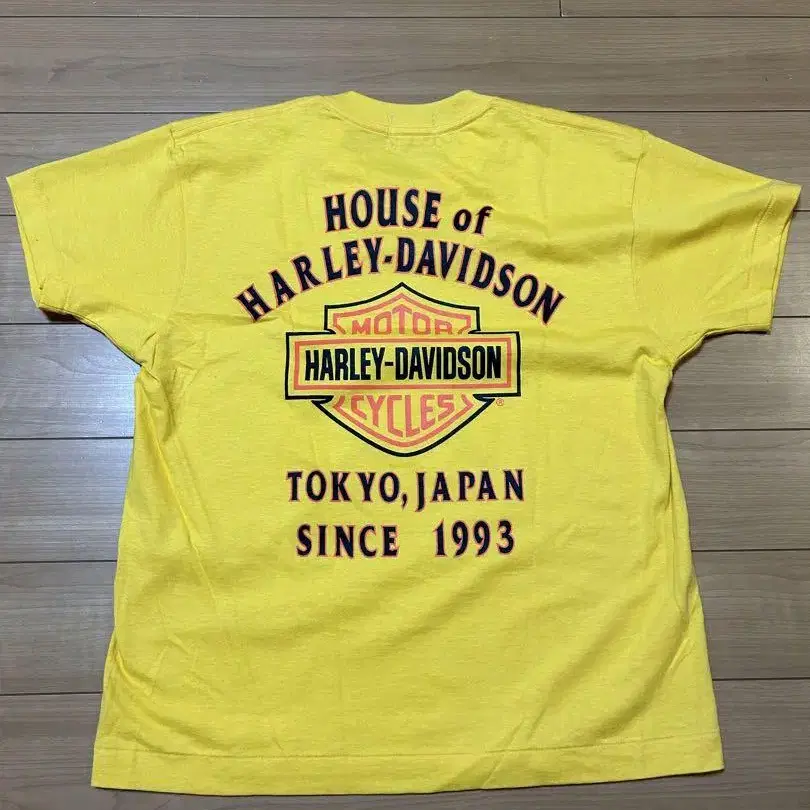 HOUSE of
HARLEY-DAVIDSON
MOTOR
HARLEY-DAVIDSON
CYCLES
®
TOKYO, JAPAN
SINCE 1993